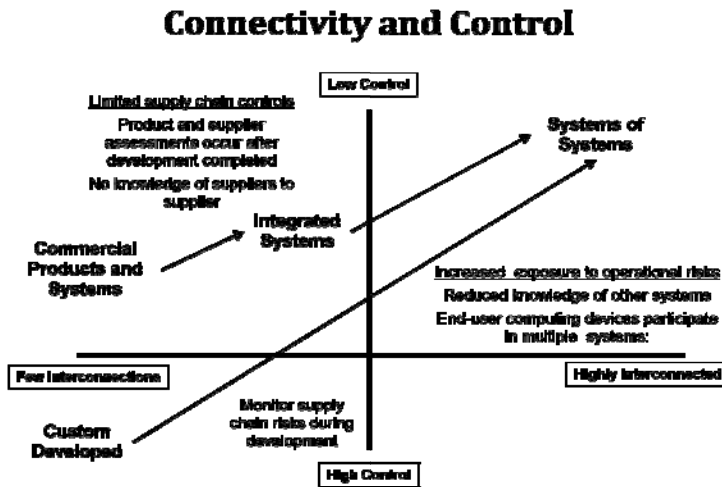 Connectivity and Control
Low Control
Limited supply chain controls
Product and supplier
assessments occur after
development completed
No knowledge of suppliers to
supplier
Systems of
Systems
Integrated
Systems
Commercial
Products and
Systems
Increased exposure to operational risks
Reduced knowledge of other systems
End-user computing devices participate
in multiple systems:
Few Interconnections
Highly Interconnected
Custom
Developed
Monitor supply
chain risks during
development
High Control